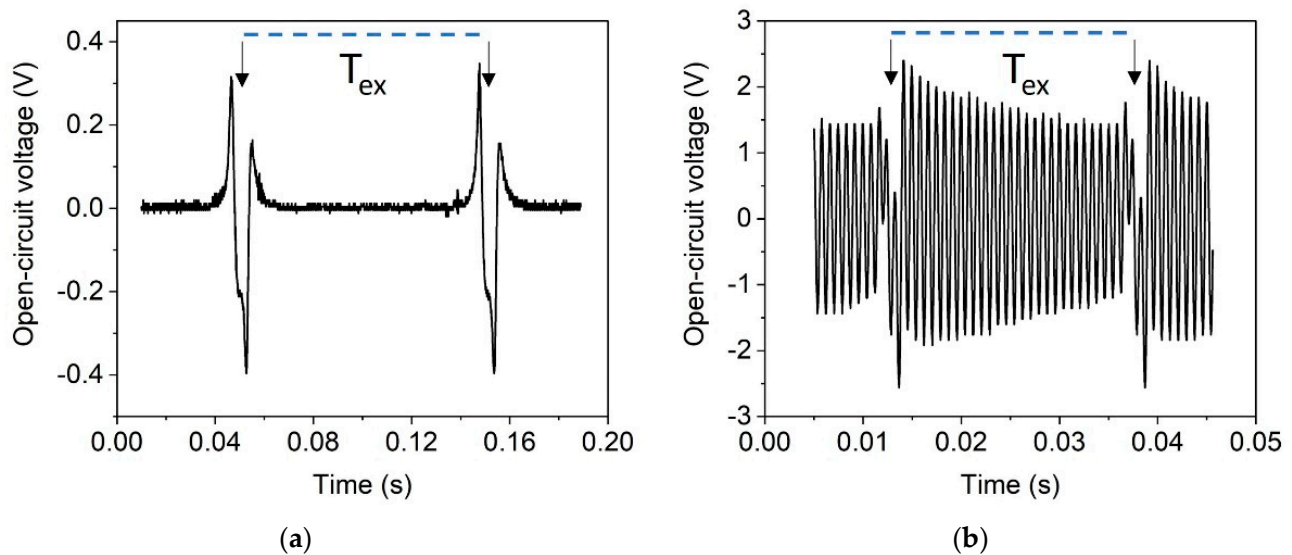 0.4
0.2
0.0
-0.2
-0.4
Open-circuit voltage (V)
T_ex
0.00 0.04 0.08 0.12 0.16 0.20
Time (s)
(a)
3
2
1
0
-1
-2
-3
Open-circuit voltage (V)
T_ex
0.00 0.01 0.02 0.03 0.04 0.05
Time (s)
(b)